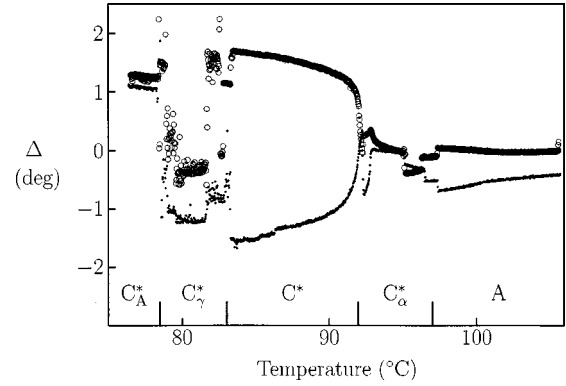 2
1
0
−1
−2
Δ
(deg)
C*A C*γ C* C*α A
80 90 100
Temperature (°C)